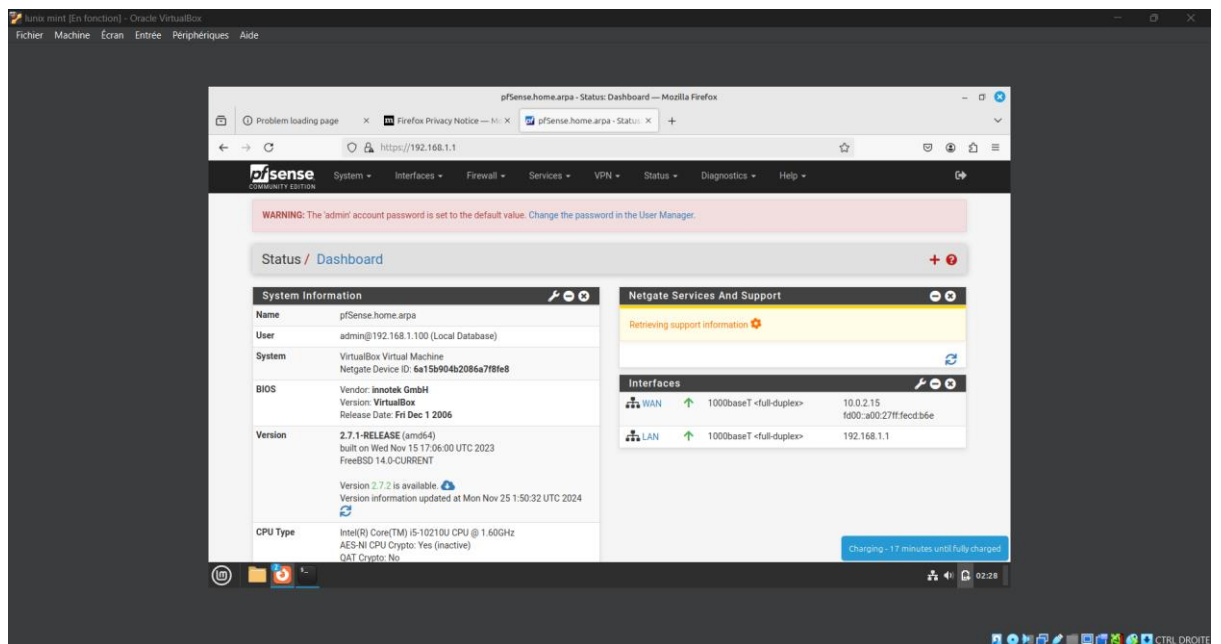 lunix mint [En fonction] - Oracle VirtualBox
Fichier Machine Écran Entrée Périphériques Aide
pfSense.home.arpa - Status: Dashboard — Mozilla Firefox
Problem loading page
Firefox Privacy Notice — Mo
pfSense.home.arpa - Status
https://192.168.1.1
pfsense
COMMUNITY EDITION
System Interfaces Firewall Services VPN Status Diagnostics Help
WARNING: The 'admin' account password is set to the default value. Change the password in the User Manager.
Status / Dashboard
System Information
Name pfSense.home.arpa
User admin@192.168.1.100 (Local Database)
System VirtualBox Virtual Machine
Netgate Device ID: 6a15b904b2086a7f8fe8
BIOS Vendor: innotek GmbH
Version: VirtualBox
Release Date: Fri Dec 1 2006
Version 2.7.1-RELEASE (amd64)
built on Wed Nov 15 17:06:00 UTC 2023
FreeBSD 14.0-CURRENT
Version 2.7.2 is available.
Version information updated at Mon Nov 25 1:50:32 UTC 2024
CPU Type Intel(R) Core(TM) i5-10210U CPU @ 1.60GHz
AES-NI CPU Crypto: Yes (inactive)
QAT Crypto: No
Netgate Services And Support
Retrieving support information
Interfaces
WAN 1000baseT <full-duplex> 10.0.2.15
fd00::a00:27ff:fecd:b6e
LAN 1000baseT <full-duplex> 192.168.1.1
Charging - 17 minutes until fully charged
02:28
CTRL DROITE